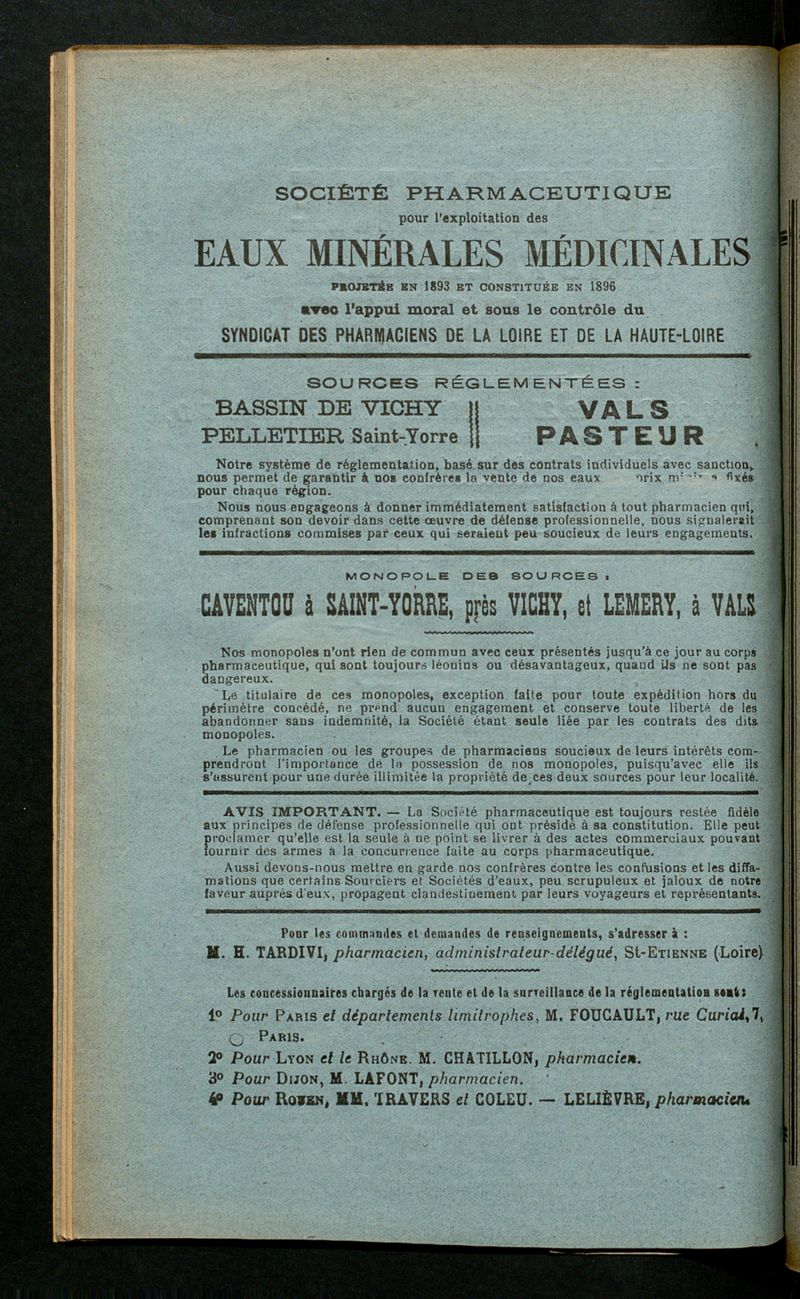 SOCIÉTÉ PHARMACEUTIQUE
pour l'exploitation des
EAUX MINÉRALES MÉDICINALES
PROJETÉE EN 1893 ET CONSTITUÉE EN 1896
avec l'appui moral et sous le contrôle du
SYNDICAT DES PHARMACIENS DE LA LOIRE ET DE LA HAUTE-LOIRE
SOURCES RÉGLEMENTÉES :
BASSIN DE VICHY VALS
PELLETIER Saint-Yorre PASTEUR
Notre système de réglementation, basé sur des contrats individuels avec sanction,
nous permet de garantir à nos confrères la vente de nos eaux fixés
pour chaque région.
Nous nous engageons à donner immédiatement satisfaction à tout pharmacien qui,
comprenant son devoir dans cette œuvre de défense professionnelle, nous signalerait
les infractions commises par ceux qui seraient peu soucieux de leurs engagements.
MONOPOLE DES SOURCES :
CAVENTOU à SAINT-YORRE, près VICHY, et LEMERY, à VALS
Nos monopoles n'ont rien de commun avec ceux présentés jusqu'à ce jour au corps
pharmaceutique, qui sont toujours léonins ou désavantageux, quand ils ne sont pas
dangereux.
Le titulaire de ces monopoles, exception faite pour toute expédition hors du
périmètre concédé, ne prend aucun engagement et conserve toute liberté de les
abandonner sans indemnité, la Société étant seule liée par les contrats des dits
monopoles.
Le pharmacien ou les groupes de pharmaciens soucieux de leurs intérêts com-
prendront l'importance de la possession de nos monopoles, puisqu'avec elle ils
s'assurent pour une durée illimitée la propriété de ces deux sources pour leur localité.
AVIS IMPORTANT. — La Société pharmaceutique est toujours restée fidèle
aux principes de défense professionnelle qui ont présidé à sa constitution. Elle peut
proclamer qu'elle est la seule à ne point se livrer à des actes commerciaux pouvant
fournir des armes à la concurrence faite au corps pharmaceutique.
Aussi devons-nous mettre en garde nos confrères contre les confusions et les diffa-
mations que certains Sourciers et Sociétés d'eaux, peu scrupuleux et jaloux de notre
faveur auprès d'eux, propagent clandestinement par leurs voyageurs et représentants.
Pour les commandes et demandes de renseignements, s'adresser à :
M. H. TARDIVI, pharmacien, administrateur-délégué, St-ETIENNE (Loire)
Les concessionnaires chargés de la vente et de la surveillance de la réglementation sont :
1º Pour PARIS et départements limitrophes, M. FOUCAULT, rue Curial, 7,
PARIS.
2º Pour LYON et le RHÔNE. M. CHATILLON, pharmacien.
3º Pour DIJON, M. LAFONT, pharmacien.
4º Pour ROUEN, MM. TRAVERS et COLEU. — LELIÈVRE, pharmacien.